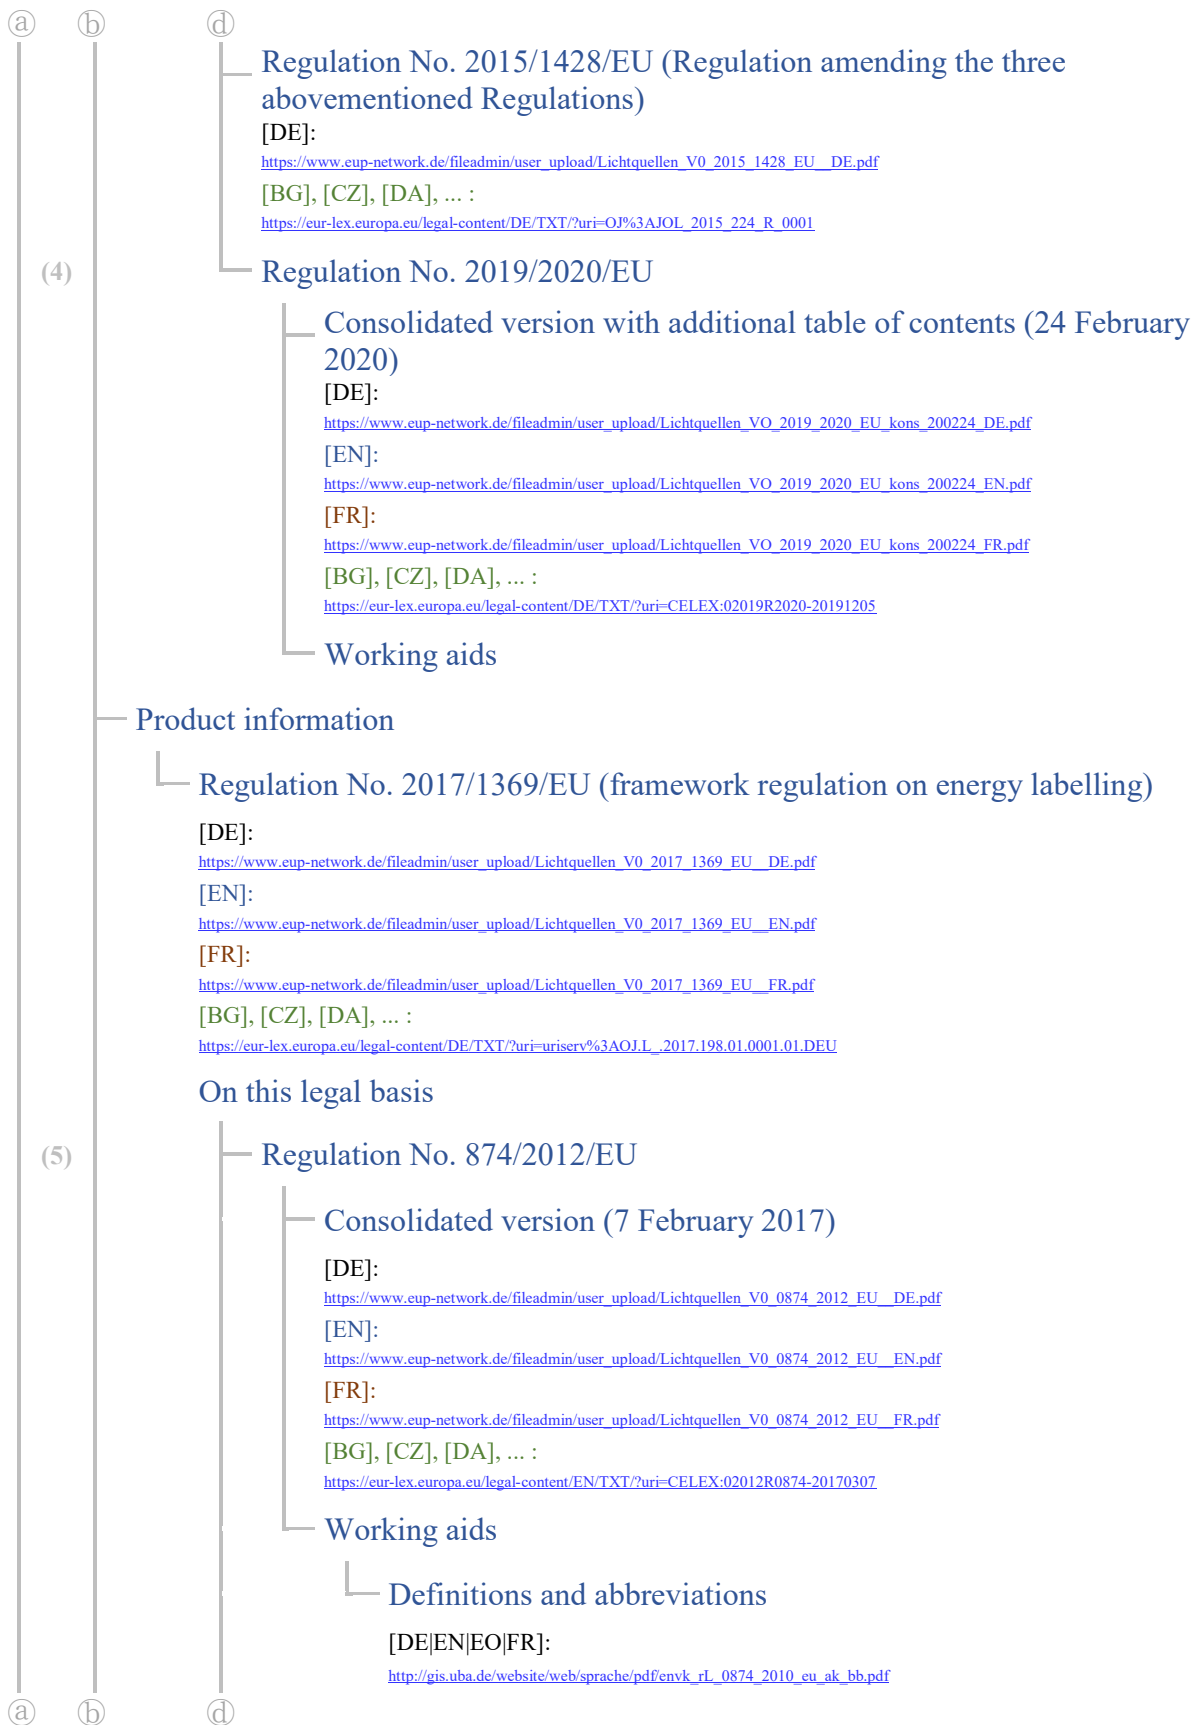 ⓐ ⓑ ⓓ
Regulation No. 2015/1428/EU (Regulation amending the three
abovementioned Regulations)
[DE]:
https://www.eup-network.de/fileadmin/user_upload/Lichtquellen_V0_2015_1428_EU__DE.pdf
[BG], [CZ], [DA], ... :
https://eur-lex.europa.eu/legal-content/DE/TXT/?uri=OJ%3AJOL_2015_224_R_0001
(4) Regulation No. 2019/2020/EU
Consolidated version with additional table of contents (24 February
2020)
[DE]:
https://www.eup-network.de/fileadmin/user_upload/Lichtquellen_VO_2019_2020_EU_kons_200224_DE.pdf
[EN]:
https://www.eup-network.de/fileadmin/user_upload/Lichtquellen_VO_2019_2020_EU_kons_200224_EN.pdf
[FR]:
https://www.eup-network.de/fileadmin/user_upload/Lichtquellen_VO_2019_2020_EU_kons_200224_FR.pdf
[BG], [CZ], [DA], ... :
https://eur-lex.europa.eu/legal-content/DE/TXT/?uri=CELEX:02019R2020-20191205
Working aids
Product information
Regulation No. 2017/1369/EU (framework regulation on energy labelling)
[DE]:
https://www.eup-network.de/fileadmin/user_upload/Lichtquellen_V0_2017_1369_EU__DE.pdf
[EN]:
https://www.eup-network.de/fileadmin/user_upload/Lichtquellen_V0_2017_1369_EU__EN.pdf
[FR]:
https://www.eup-network.de/fileadmin/user_upload/Lichtquellen_V0_2017_1369_EU__FR.pdf
[BG], [CZ], [DA], ... :
https://eur-lex.europa.eu/legal-content/DE/TXT/?uri=uriserv%3AOJ.L_.2017.198.01.0001.01.DEU
On this legal basis
(5) Regulation No. 874/2012/EU
Consolidated version (7 February 2017)
[DE]:
https://www.eup-network.de/fileadmin/user_upload/Lichtquellen_V0_0874_2012_EU__DE.pdf
[EN]:
https://www.eup-network.de/fileadmin/user_upload/Lichtquellen_V0_0874_2012_EU__EN.pdf
[FR]:
https://www.eup-network.de/fileadmin/user_upload/Lichtquellen_V0_0874_2012_EU__FR.pdf
[BG], [CZ], [DA], ... :
https://eur-lex.europa.eu/legal-content/EN/TXT/?uri=CELEX:02012R0874-20170307
Working aids
Definitions and abbreviations
[DE|EN|EO|FR]:
http://gis.uba.de/website/web/sprache/pdf/envk_rL_0874_2010_eu_ak_bb.pdf
ⓐ ⓑ ⓓ